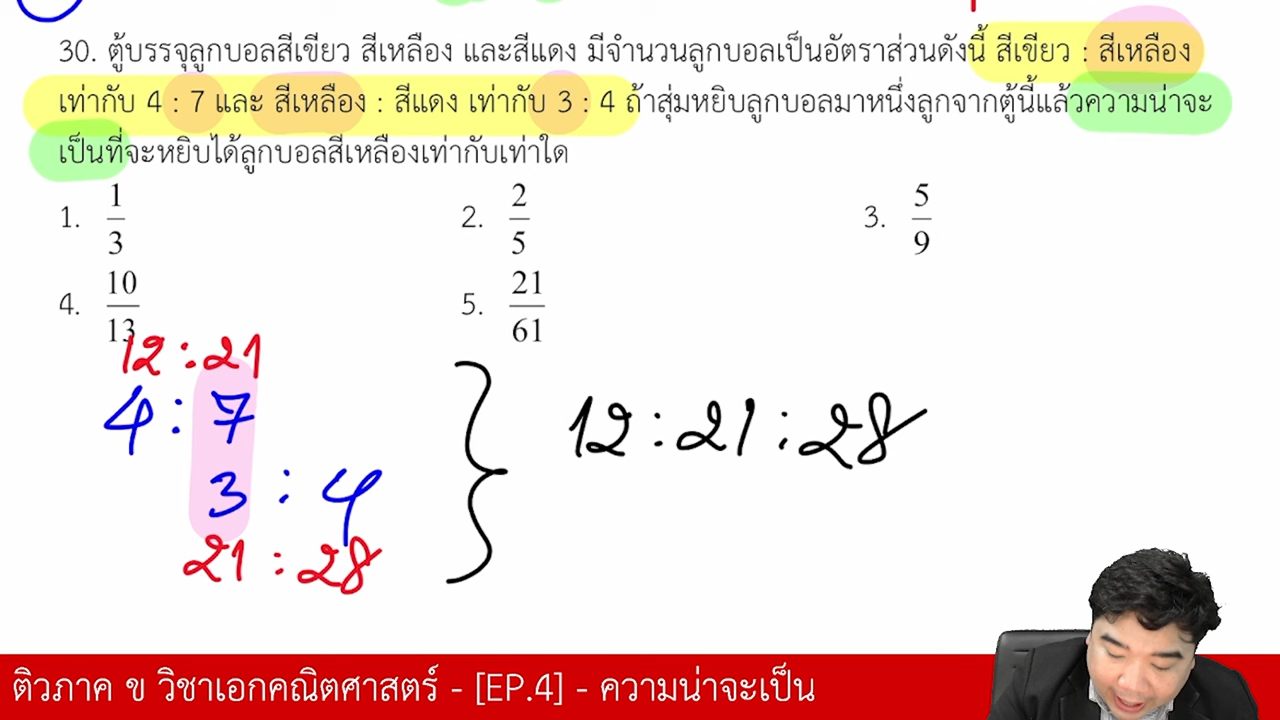 30. ตู้บรรจุลูกบอลสีเขียว สีเหลือง และสีแดง มีจำนวนลูกบอลเป็นอัตราส่วนดังนี้ สีเขียว : สีเหลือง
เท่ากับ 4 : 7 และ สีเหลือง : สีแดง เท่ากับ 3 : 4 ถ้าสุ่มหยิบลูกบอลมาหนึ่งลูกจากตู้นี้แล้วความน่าจะ
เป็นที่จะหยิบได้ลูกบอลสีเหลืองเท่ากับเท่าใด
1. 1/3 2. 2/5 3. 5/9
4. 10/13 5. 21/61
12 : 21
4 : 7
12 : 21 : 28
3 : 4
21 : 28
ติวภาค ข วิชาเอกคณิตศาสตร์ - [EP.4] - ความน่าจะเป็น